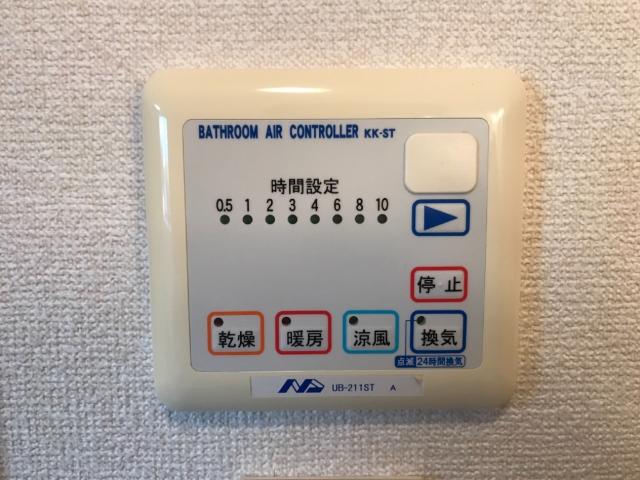 BATHROOM AIR CONTROLLER KK-ST
時間設定
0.5 1 2 3 4 6 8 10
停止
乾燥 暖房 涼風 換気
点滅 24時間換気
UB-211ST A